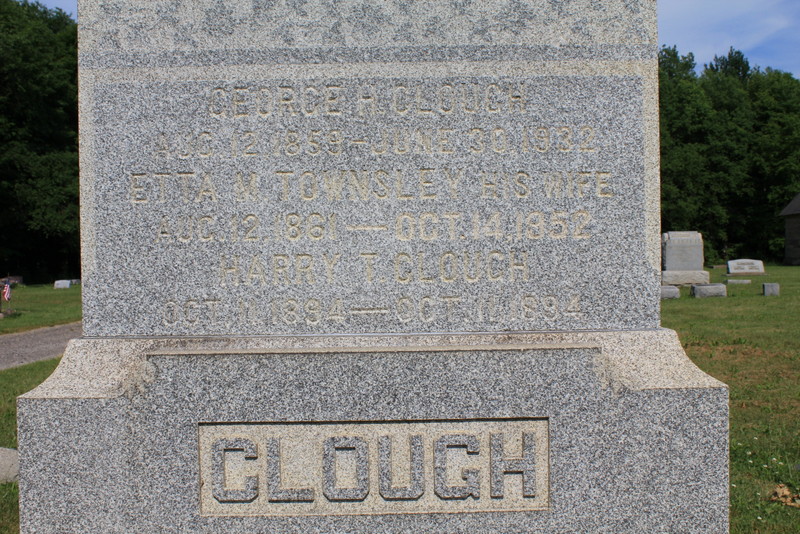 GEORGE H. CLOUGH
AUG. 12. 1859 — JUNE 30. 1932
ETTA M. TOWNSLEY HIS WIFE
AUG. 12. 1861 — OCT. 14. 1952
HARRY T. CLOUGH
OCT. 11. 1894 — OCT. 11. 1894
CLOUGH